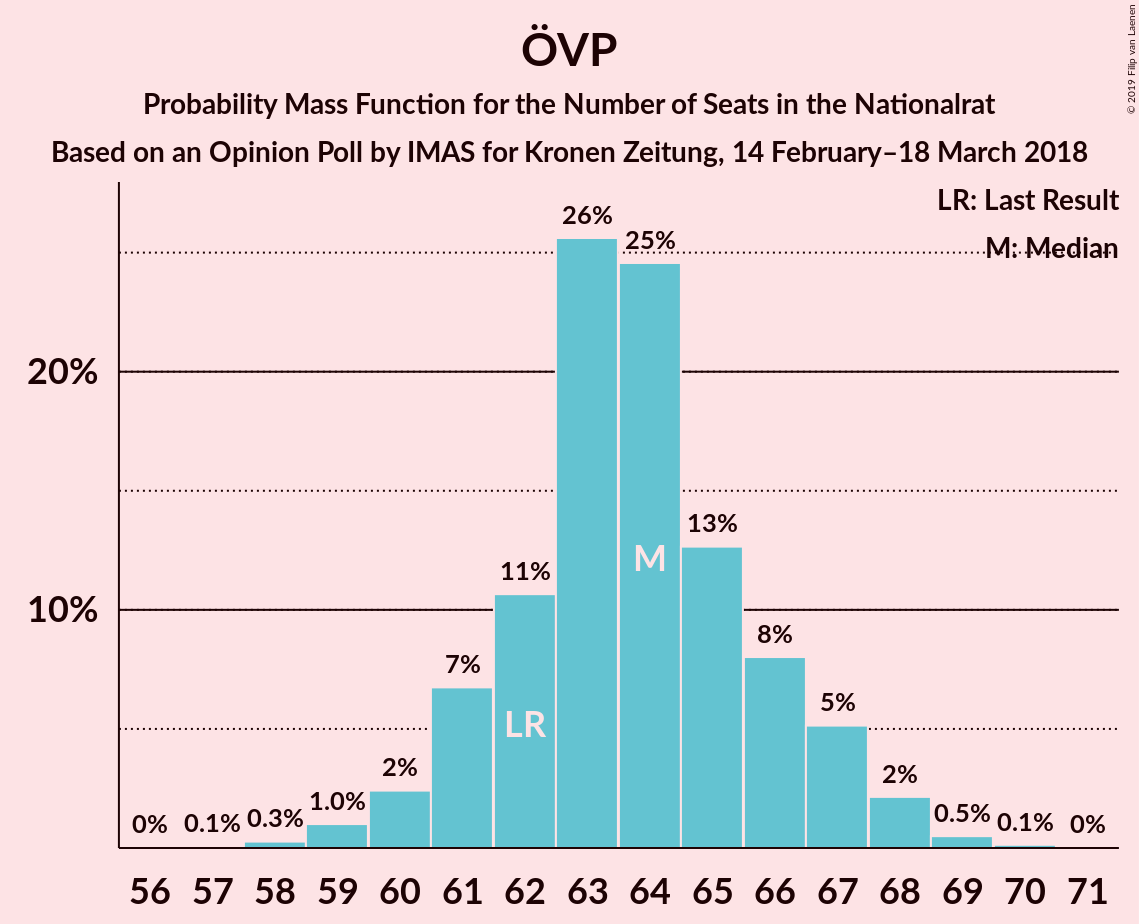 ÖVP
Probability Mass Function for the Number of Seats in the Nationalrat
Based on an Opinion Poll by IMAS for Kronen Zeitung, 14 February–18 March 2018
© 2019 Filip van Laenen
LR: Last Result
M: Median
26%
25%
20%
13%
11%
10%
8%
7%
5%
2%
2%
1.0%
0.5%
0.3%
0.1%
0.1%
0%
0%
M
LR
56 57 58 59 60 61 62 63 64 65 66 67 68 69 70 71